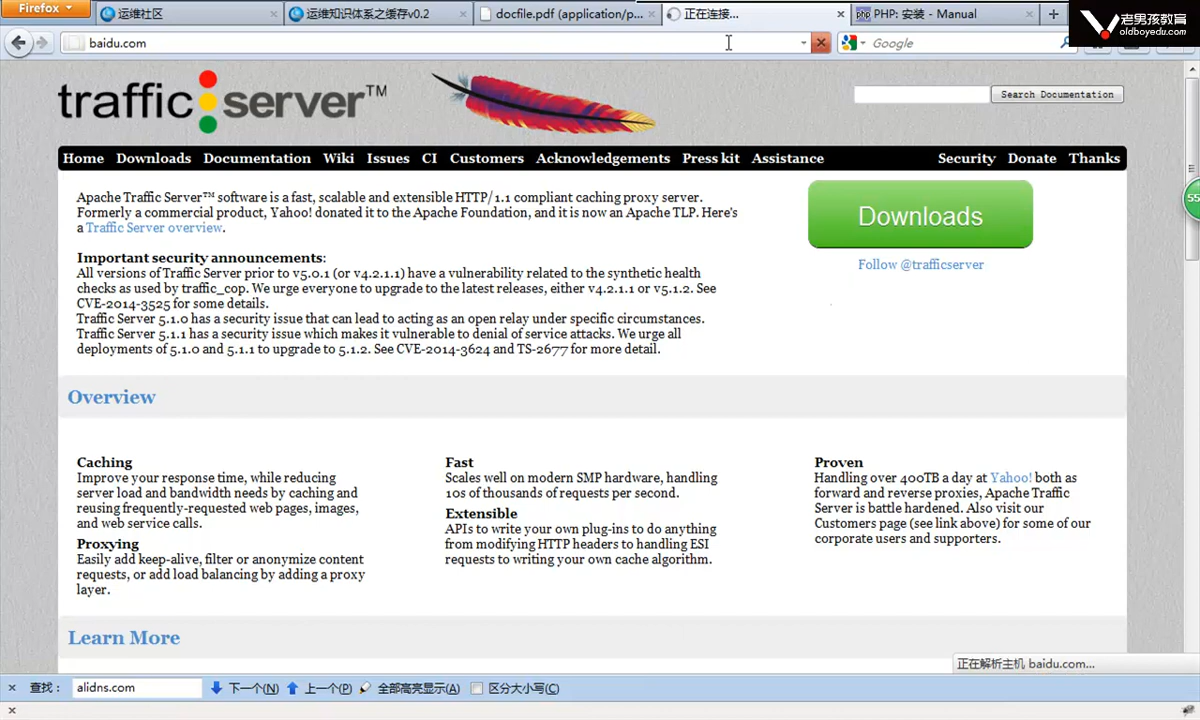 Firefox
运维社区
运维知识体系之缓存v0.2
docfile.pdf (application/p...
正在连接...
PHP: 安装 - Manual
老男孩教育
oldboyedu.com
baidu.com
Google
traffic server™
Search Documentation
Home Downloads Documentation Wiki Issues CI Customers Acknowledgements Press kit Assistance Security Donate Thanks
Apache Traffic Server™ software is a fast, scalable and extensible HTTP/1.1 compliant caching proxy server.
Formerly a commercial product, Yahoo! donated it to the Apache Foundation, and it is now an Apache TLP. Here's
a Traffic Server overview.
Downloads
Follow @trafficserver
55
Important security announcements:
All versions of Traffic Server prior to v5.0.1 (or v4.2.1.1) have a vulnerability related to the synthetic health
checks as used by traffic_cop. We urge everyone to upgrade to the latest releases, either v4.2.1.1 or v5.1.2. See
CVE-2014-3525 for some details.
Traffic Server 5.1.0 has a security issue that can lead to acting as an open relay under specific circumstances.
Traffic Server 5.1.1 has a security issue which makes it vulnerable to denial of service attacks. We urge all
deployments of 5.1.0 and 5.1.1 to upgrade to 5.1.2. See CVE-2014-3624 and TS-2677 for more detail.
Overview
Caching
Improve your response time, while reducing
server load and bandwidth needs by caching and
reusing frequently-requested web pages, images,
and web service calls.
Proxying
Easily add keep-alive, filter or anonymize content
requests, or add load balancing by adding a proxy
layer.
Fast
Scales well on modern SMP hardware, handling
10s of thousands of requests per second.
Extensible
APIs to write your own plug-ins to do anything
from modifying HTTP headers to handling ESI
requests to writing your own cache algorithm.
Proven
Handling over 400TB a day at Yahoo! both as
forward and reverse proxies, Apache Traffic
Server is battle hardened. Also visit our
Customers page (see link above) for some of our
corporate users and supporters.
Learn More
正在解析主机 baidu.com...
查找： alidns.com 下一个(N) 上一个(P) 全部高亮显示(A) 区分大小写(C)